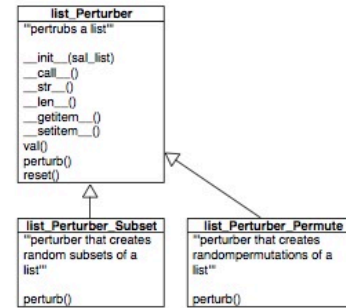 list_Perturber
'"pertrubs a list'"
__init__(sal_list)
__call__()
__str__()
__len__()
__getitem__()
__setitem__()
val()
perturb()
reset()
list_Perturber_Subset
'"perturber that creates
random subsets of a
list'"
perturb()
list_Perturber_Permute
'"perturber that creates
randompermutations of a
list'"
perturb()